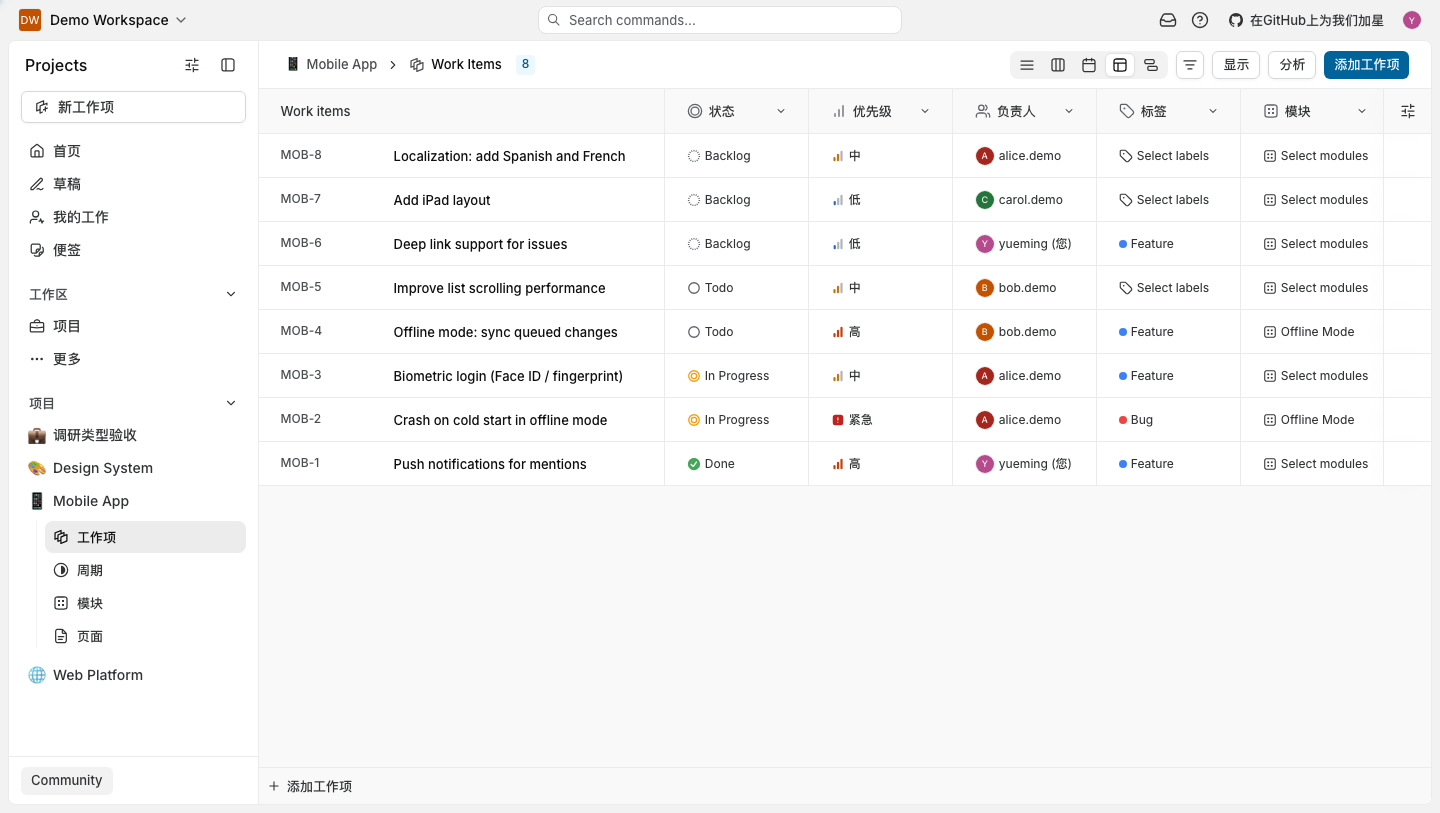 DW Demo Workspace
Search commands...
在GitHub上为我们加星
Y
Projects
新工作项
首页
草稿
我的工作
便签
工作区
项目
更多
项目
调研类型验收
Design System
Mobile App
工作项
周期
模块
页面
Web Platform
Community
Mobile App
Work Items 8
显示
分析
添加工作项
Work items 状态 优先级 负责人 标签 模块
MOB-8 Localization: add Spanish and French Backlog 中 A alice.demo Select labels Select modules
MOB-7 Add iPad layout Backlog 低 C carol.demo Select labels Select modules
MOB-6 Deep link support for issues Backlog 低 Y yueming (您) Feature Select modules
MOB-5 Improve list scrolling performance Todo 中 B bob.demo Select labels Select modules
MOB-4 Offline mode: sync queued changes Todo 高 B bob.demo Feature Offline Mode
MOB-3 Biometric login (Face ID / fingerprint) In Progress 中 A alice.demo Feature Select modules
MOB-2 Crash on cold start in offline mode In Progress 紧急 A alice.demo Bug Offline Mode
MOB-1 Push notifications for mentions Done 高 Y yueming (您) Feature Select modules
添加工作项